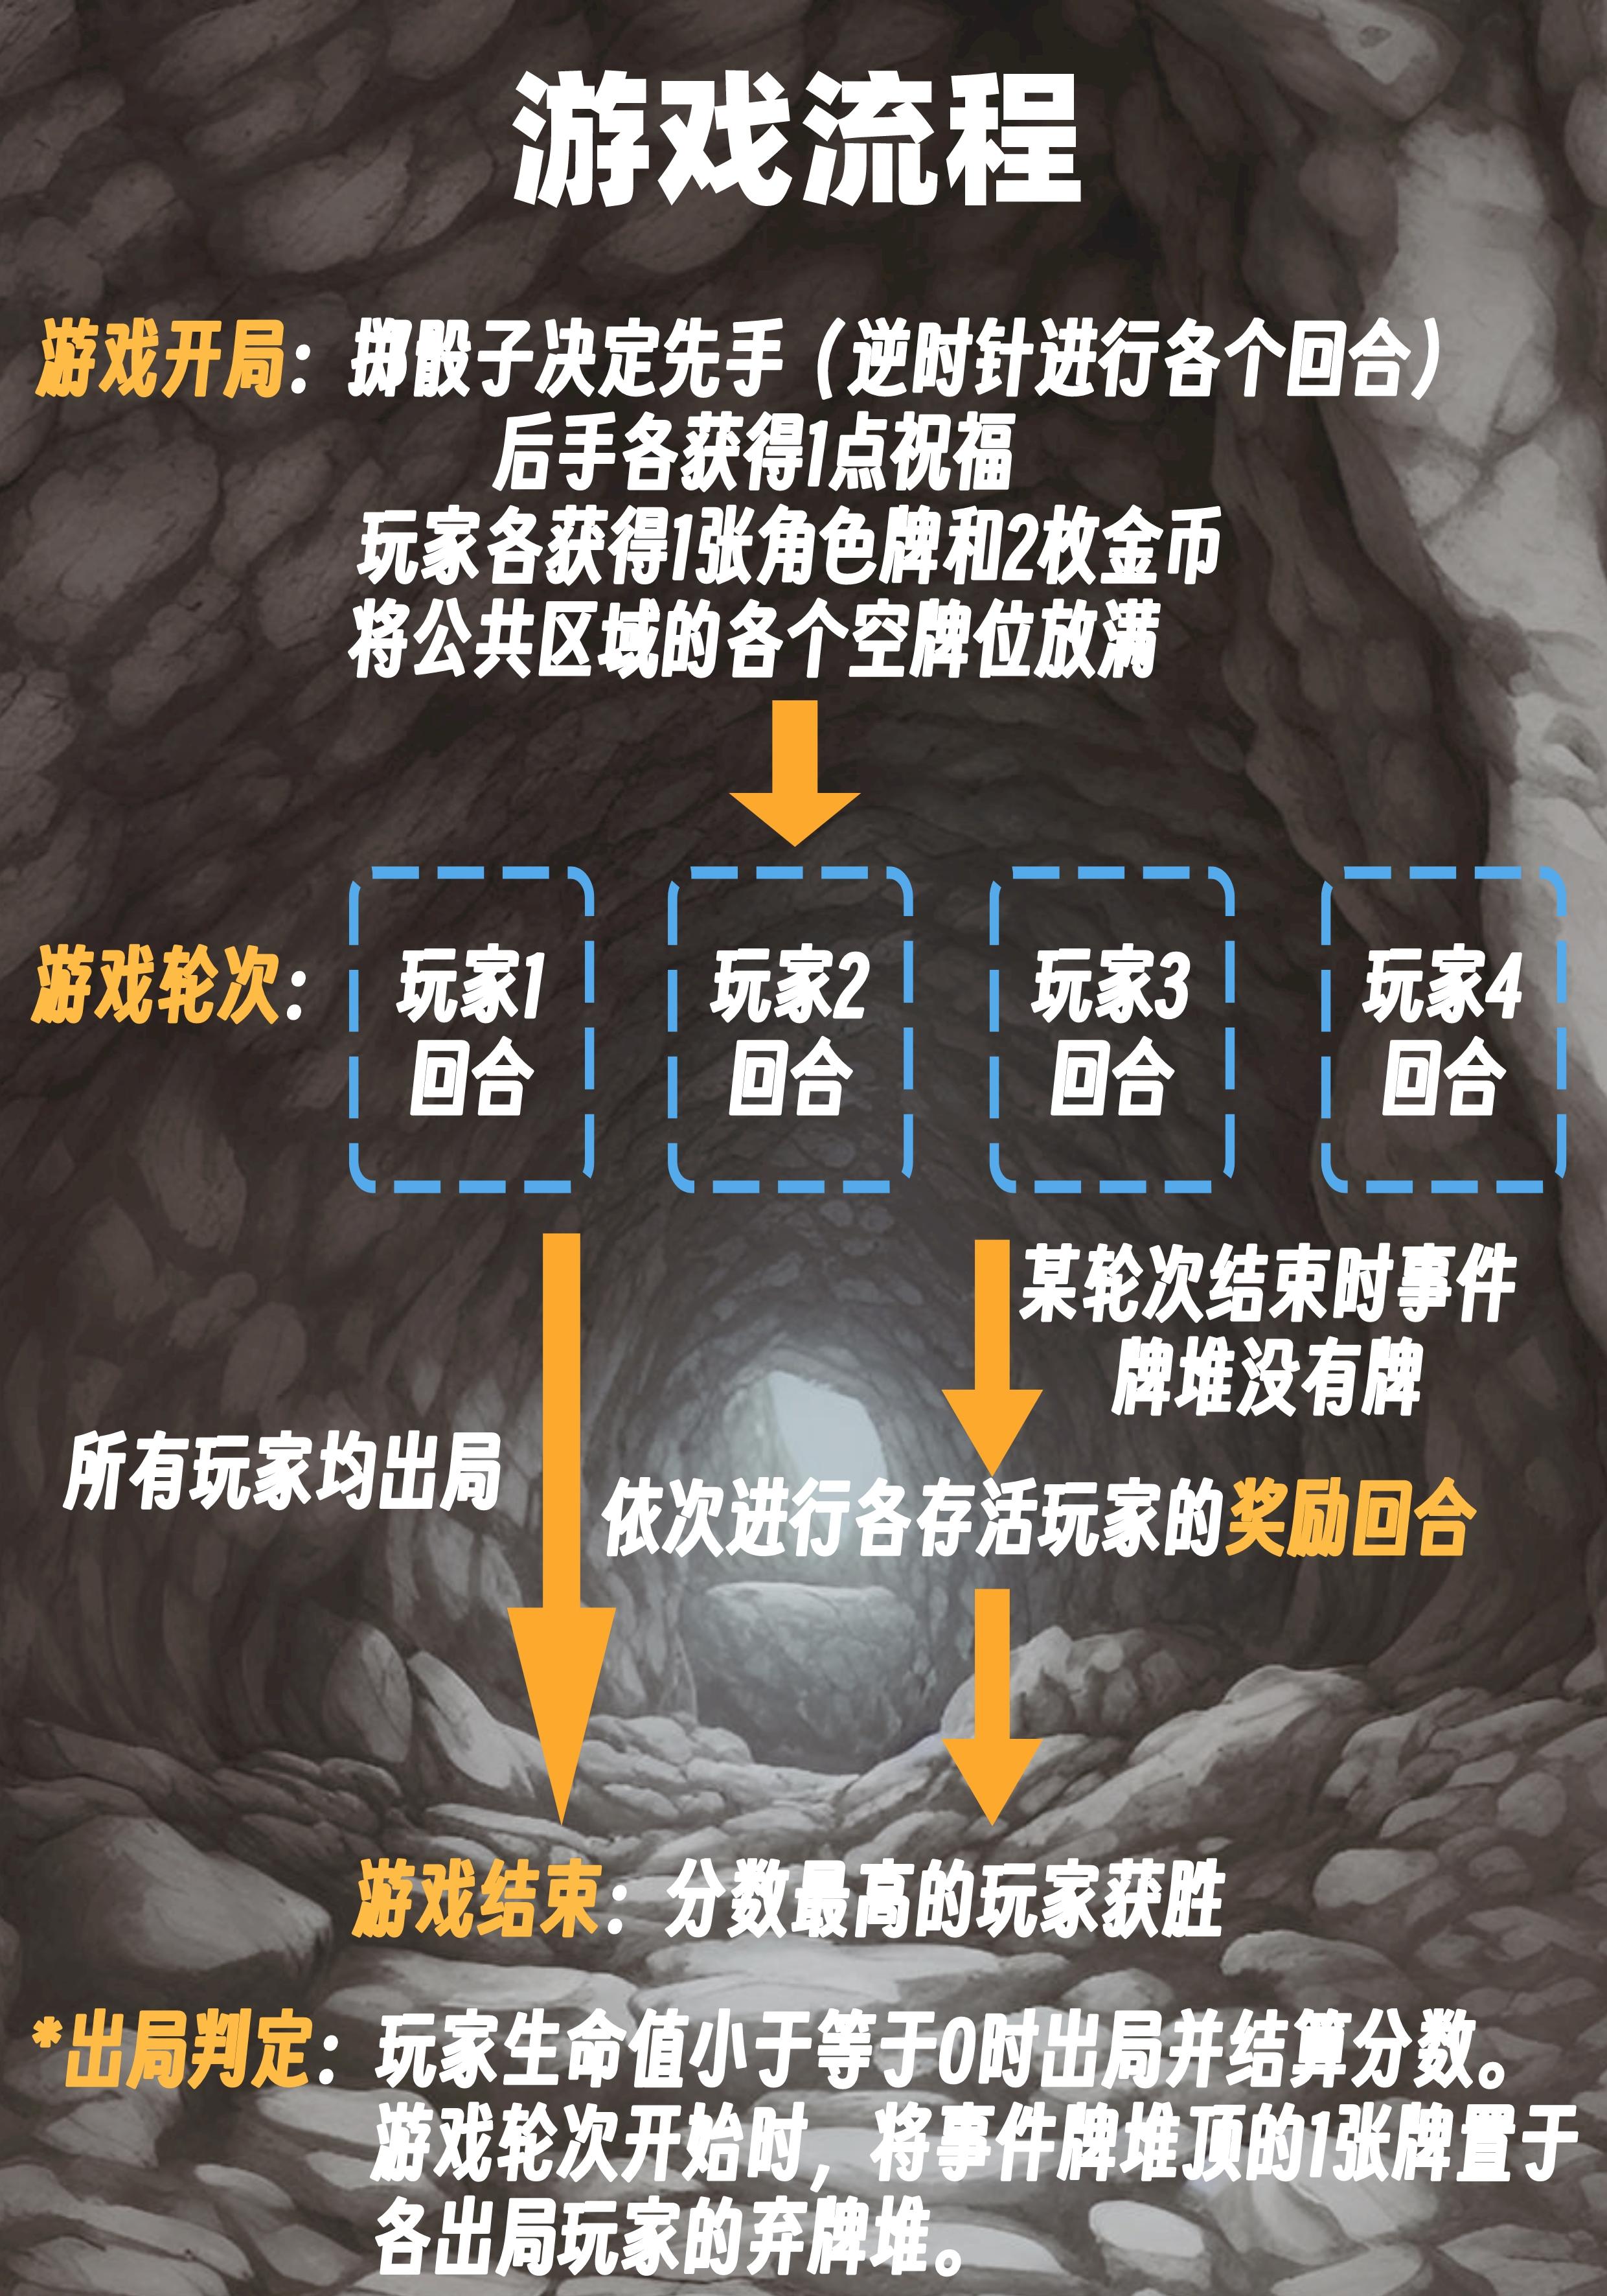 游戏流程
游戏开局：掷骰子决定先手（逆时针进行各个回合）
后手各获得1点祝福
玩家各获得1张角色牌和2枚金币
将公共区域的各个空牌位放满
游戏轮次：
玩家1
回合
玩家2
回合
玩家3
回合
玩家4
回合
某轮次结束时事件
牌堆没有牌
所有玩家均出局
依次进行各存活玩家的奖励回合
游戏结束：分数最高的玩家获胜
*出局判定：玩家生命值小于等于0时出局并结算分数。
游戏轮次开始时，将事件牌堆顶的1张牌置于
各出局玩家的弃牌堆。